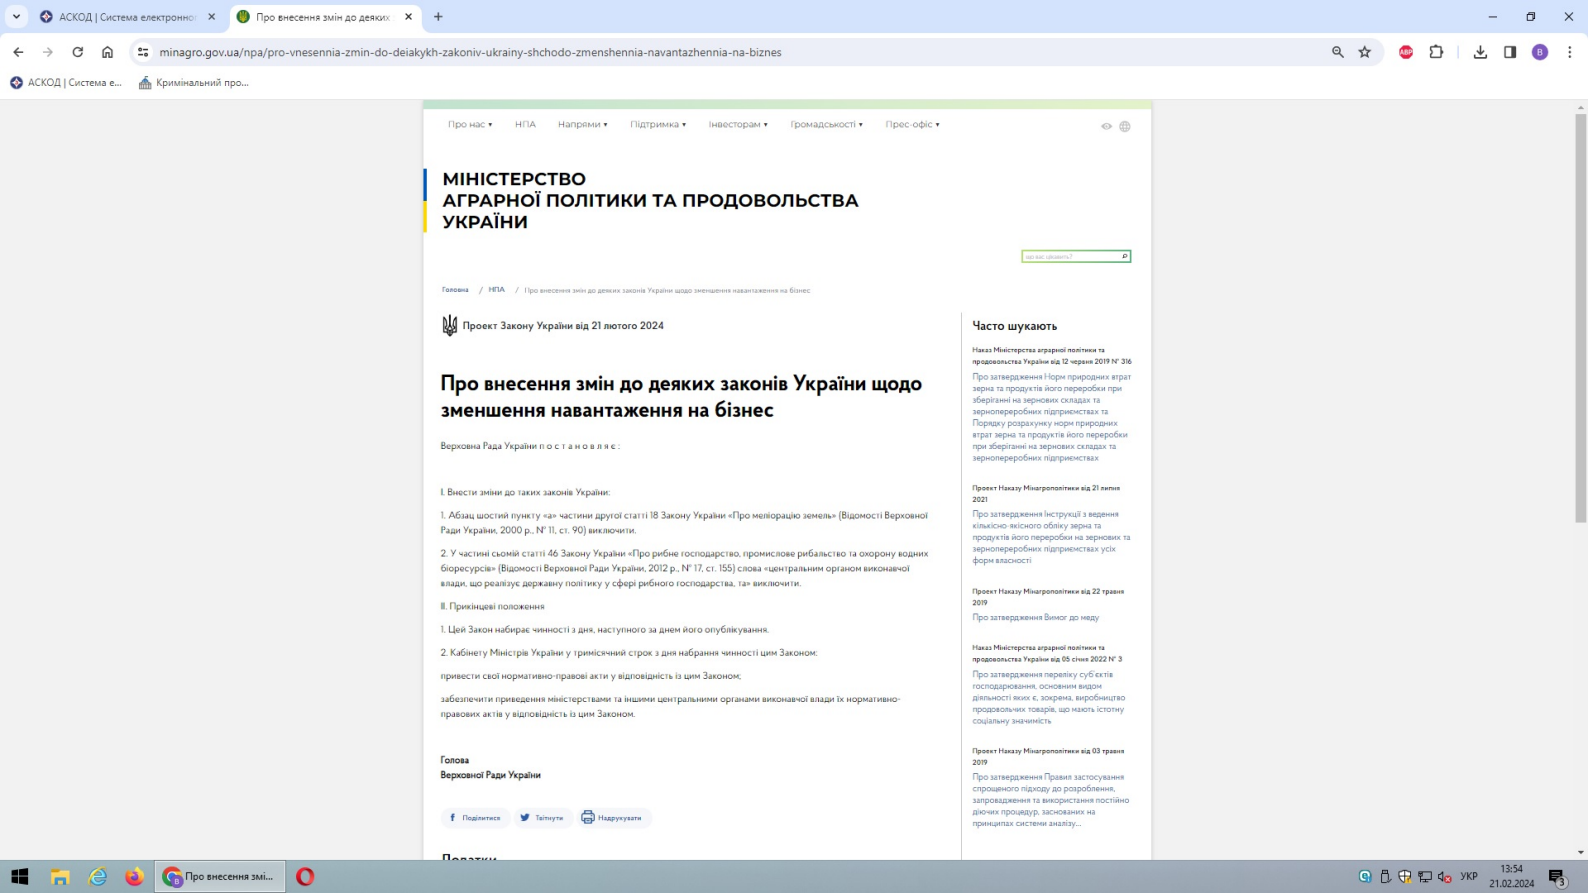 АСКОД | Система електронног
Про внесення змін до деяких
minagro.gov.ua/npa/pro-vnesennia-zmin-do-deiakykh-zakoniv-ukrainy-shchodo-zmenshennia-navantazhennia-na-biznes
ABP
B
АСКОД | Система е...
Кримінальний про...
Про нас
НПА
Напрями
Підтримка
Інвесторам
Громадськості
Прес-офіс
МІНІСТЕРСТВО
АГРАРНОЇ ПОЛІТИКИ ТА ПРОДОВОЛЬСТВА
УКРАЇНИ
що вас цікавить?
Головна / НПА / Про внесення змін до деяких законів України щодо зменшення навантаження на бізнес
Проект Закону України від 21 лютого 2024
Про внесення змін до деяких законів України щодо
зменшення навантаження на бізнес
Верховна Рада України п о с т а н о в л я є :
І. Внести зміни до таких законів України:
1. Абзац шостий пункту «а» частини другої статті 18 Закону України «Про меліорацію земель» (Відомості Верховної
Ради України, 2000 р., № 11, ст. 90) виключити.
2. У частині сьомій статті 46 Закону України «Про рибне господарство, промислове рибальство та охорону водних
біоресурсів» (Відомості Верховної Ради України, 2012 р., № 17, ст. 155) слова «центральним органом виконавчої
влади, що реалізує державну політику у сфері рибного господарства, та» виключити.
ІІ. Прикінцеві положення
1. Цей Закон набирає чинності з дня, наступного за днем його опублікування.
2. Кабінету Міністрів України у тримісячний строк з дня набрання чинності цим Законом:
привести свої нормативно-правові акти у відповідність із цим Законом;
забезпечити приведення міністерствами та іншими центральними органами виконавчої влади їх нормативно-
правових актів у відповідність із цим Законом.
Голова
Верховної Ради України
Поділитися
Твітнути
Надрукувати
Додатки
Часто шукають
Наказ Міністерства аграрної політики та
продовольства України від 12 червня 2019 № 316
Про затвердження Норм природних втрат
зерна та продуктів його переробки при
зберіганні на зернових складах та
зернопереробних підприємствах та
Порядку розрахунку норм природних
втрат зерна та продуктів його переробки
при зберіганні на зернових складах та
зернопереробних підприємствах
Проект Наказу Мінагрополітики від 21 липня
2021
Про затвердження Інструкції з ведення
кількісно-якісного обліку зерна та
продуктів його переробки на зернових та
зернопереробних підприємствах усіх
форм власності
Проект Наказу Мінагрополітики від 22 травня
2019
Про затвердження Вимог до меду
Наказ Міністерства аграрної політики та
продовольства України від 05 січня 2022 № 3
Про затвердження переліку суб'єктів
господарювання, основним видом
діяльності яких є, зокрема, виробництво
продовольчих товарів, що мають істотну
соціальну значимість
Проект Наказу Мінагрополітики від 03 травня
2019
Про затвердження Правил застосування
спрощеного підходу до розроблення,
запровадження та використання постійно
діючих процедур, заснованих на
принципах системи аналізу...
Про внесення змі...
УКР
13:54
21.02.2024
3